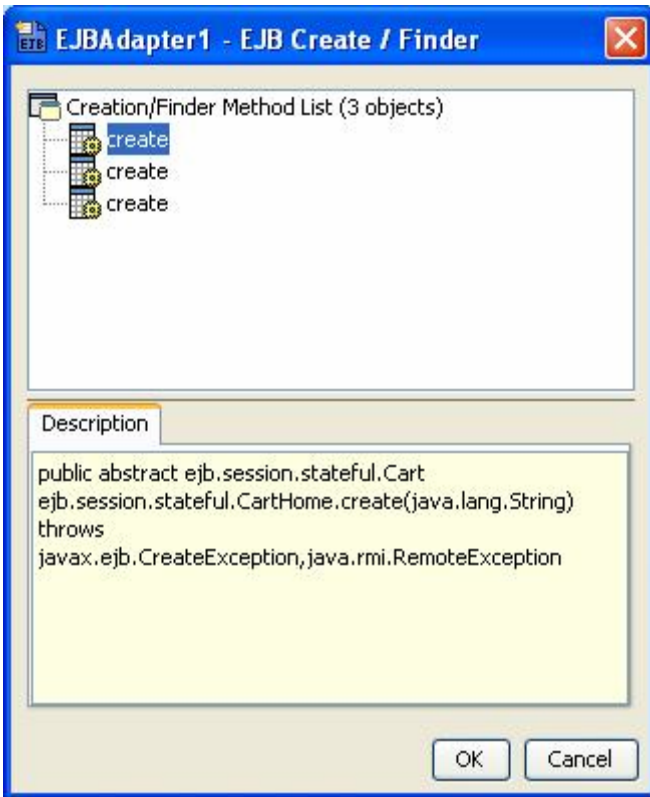 EJB
EJBAdapter1 - EJB Create / Finder
Creation/Finder Method List (3 objects)
create
create
create
Description
public abstract ejb.session.stateful.Cart
ejb.session.stateful.CartHome.create(java.lang.String)
throws
javax.ejb.CreateException,java.rmi.RemoteException
OK
Cancel